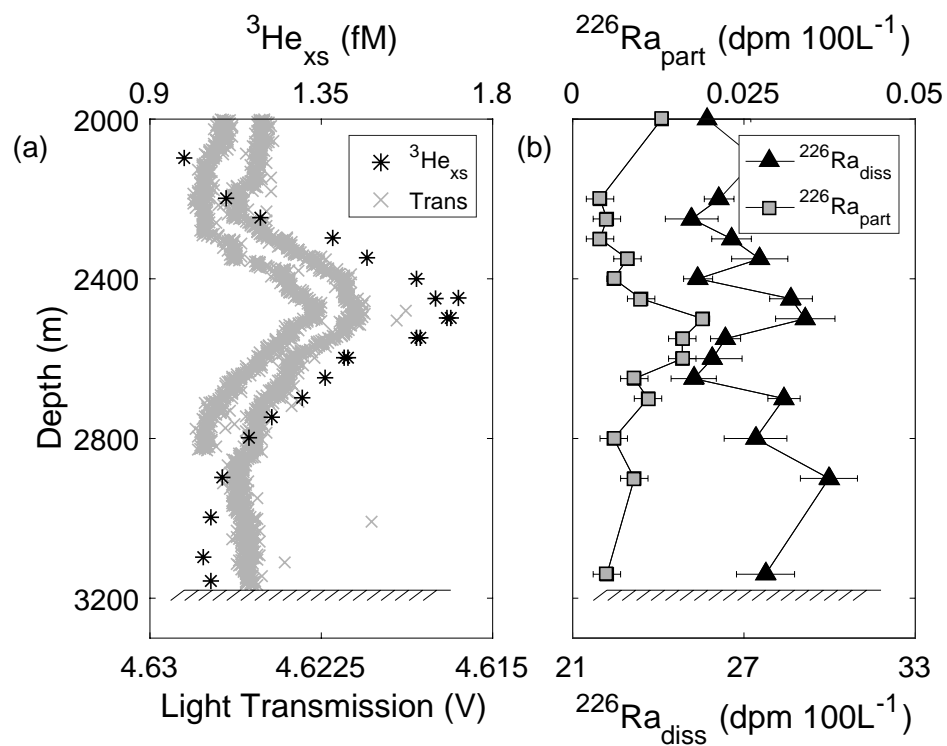 ³Heₓₛ (fM)
0.9 1.35 1.8
²²⁶Ra_part (dpm 100L⁻¹)
0 0.025 0.05
(a)
(b)
Depth (m)
2000
2400
2800
3200
³Heₓₛ
Trans
²²⁶Ra_diss
²²⁶Ra_part
4.63 4.6225 4.615
Light Transmission (V)
21 27 33
²²⁶Ra_diss (dpm 100L⁻¹)